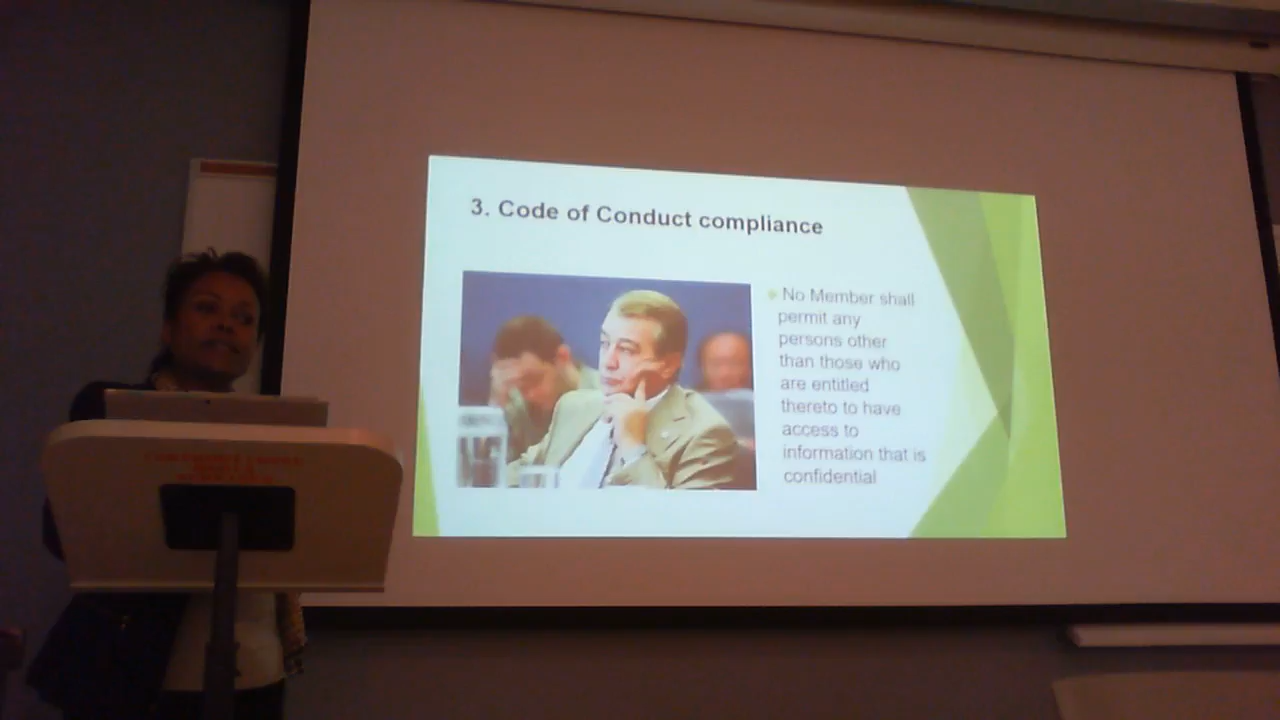 3. Code of Conduct compliance
No Member shall
permit any
persons other
than those who
are entitled
thereto to have
access to
information that is
confidential